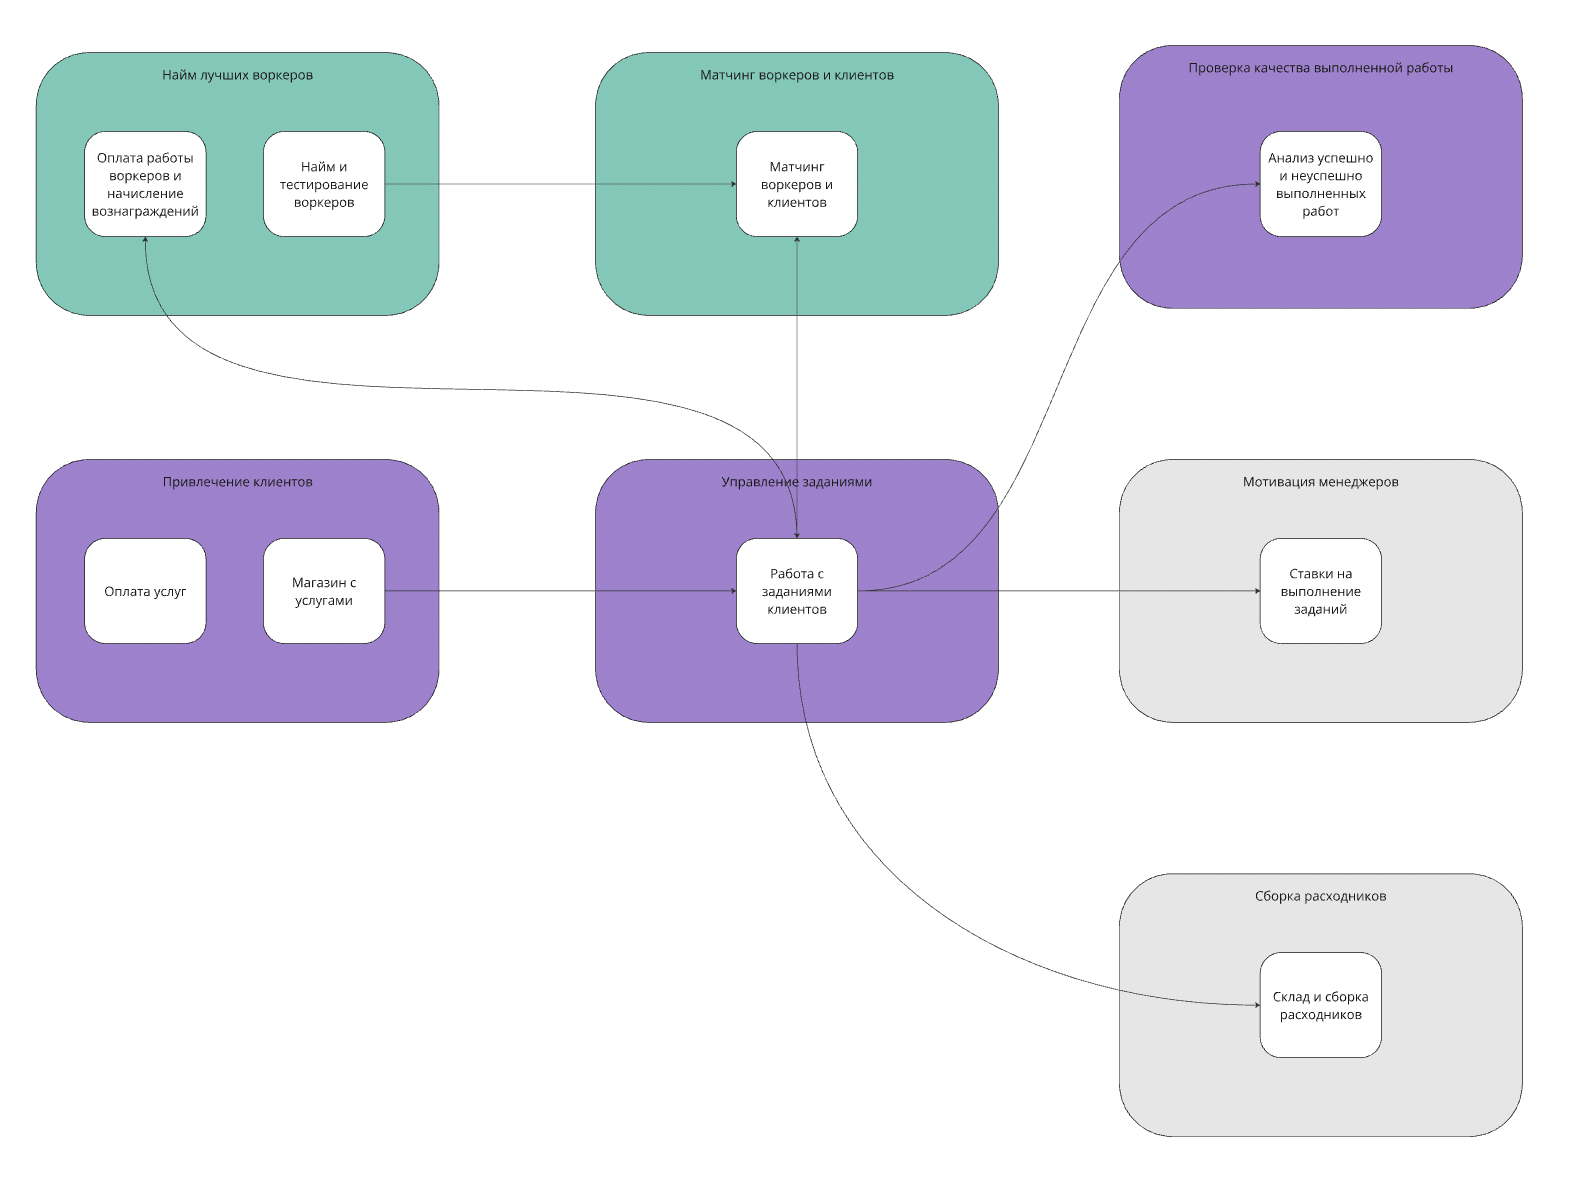 Найм лучших воркеров
Оплата работы
воркеров и
начисление
вознаграждений
Найм и
тестирование
воркеров
Матчинг воркеров и клиентов
Матчинг
воркеров и
клиентов
Проверка качества выполненной работы
Анализ успешно
и неуспешно
выполненных
работ
Привлечение клиентов
Оплата услуг
Магазин с
услугами
Управление заданиями
Работа с
заданиями
клиентов
Мотивация менеджеров
Ставки на
выполнение
заданий
Сборка расходников
Склад и сборка
расходников